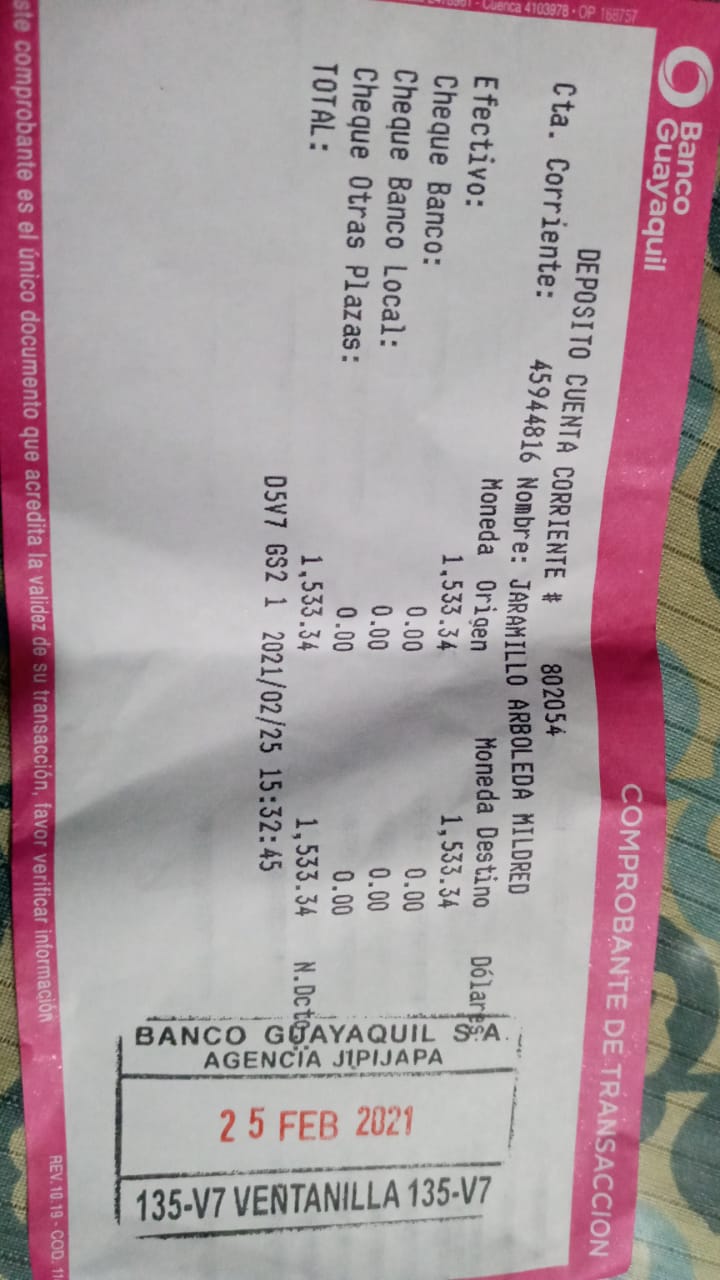 Banco
Guayaquil
COMPROBANTE DE TRANSACCION
DEPOSITO CUENTA CORRIENTE # 802054
Cta. Corriente: 45944816 Nombre: JARAMILLO ARBOLEDA MILDRED
Moneda Origen Moneda Destino Dólares
Efectivo: 1,533.34 1,533.34
Cheque Banco: 0.00 0.00
Cheque Banco Local: 0.00 0.00
Cheque Otras Plazas: 0.00 0.00
TOTAL: 1,533.34 1,533.34 N.Dcto
D5V7 GS2 1 2021/02/25 15:32:45
BANCO GUAYAQUIL S.A.
AGENCIA JIPIJAPA
25 FEB 2021
135-V7 VENTANILLA 135-V7
Cuenca 4103978 - OP 168757
REV.10.19 - COD. 11
ste comprobante es el único documento que acredita la validez de su transacción, favor verificar información